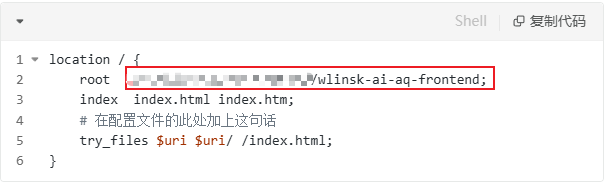 Shell 复制代码
1 location / {
2 root /wlinsk-ai-aq-frontend;
3 index index.html index.htm;
4 # 在配置文件的此处加上这句话
5 try_files $uri $uri/ /index.html;
6 }